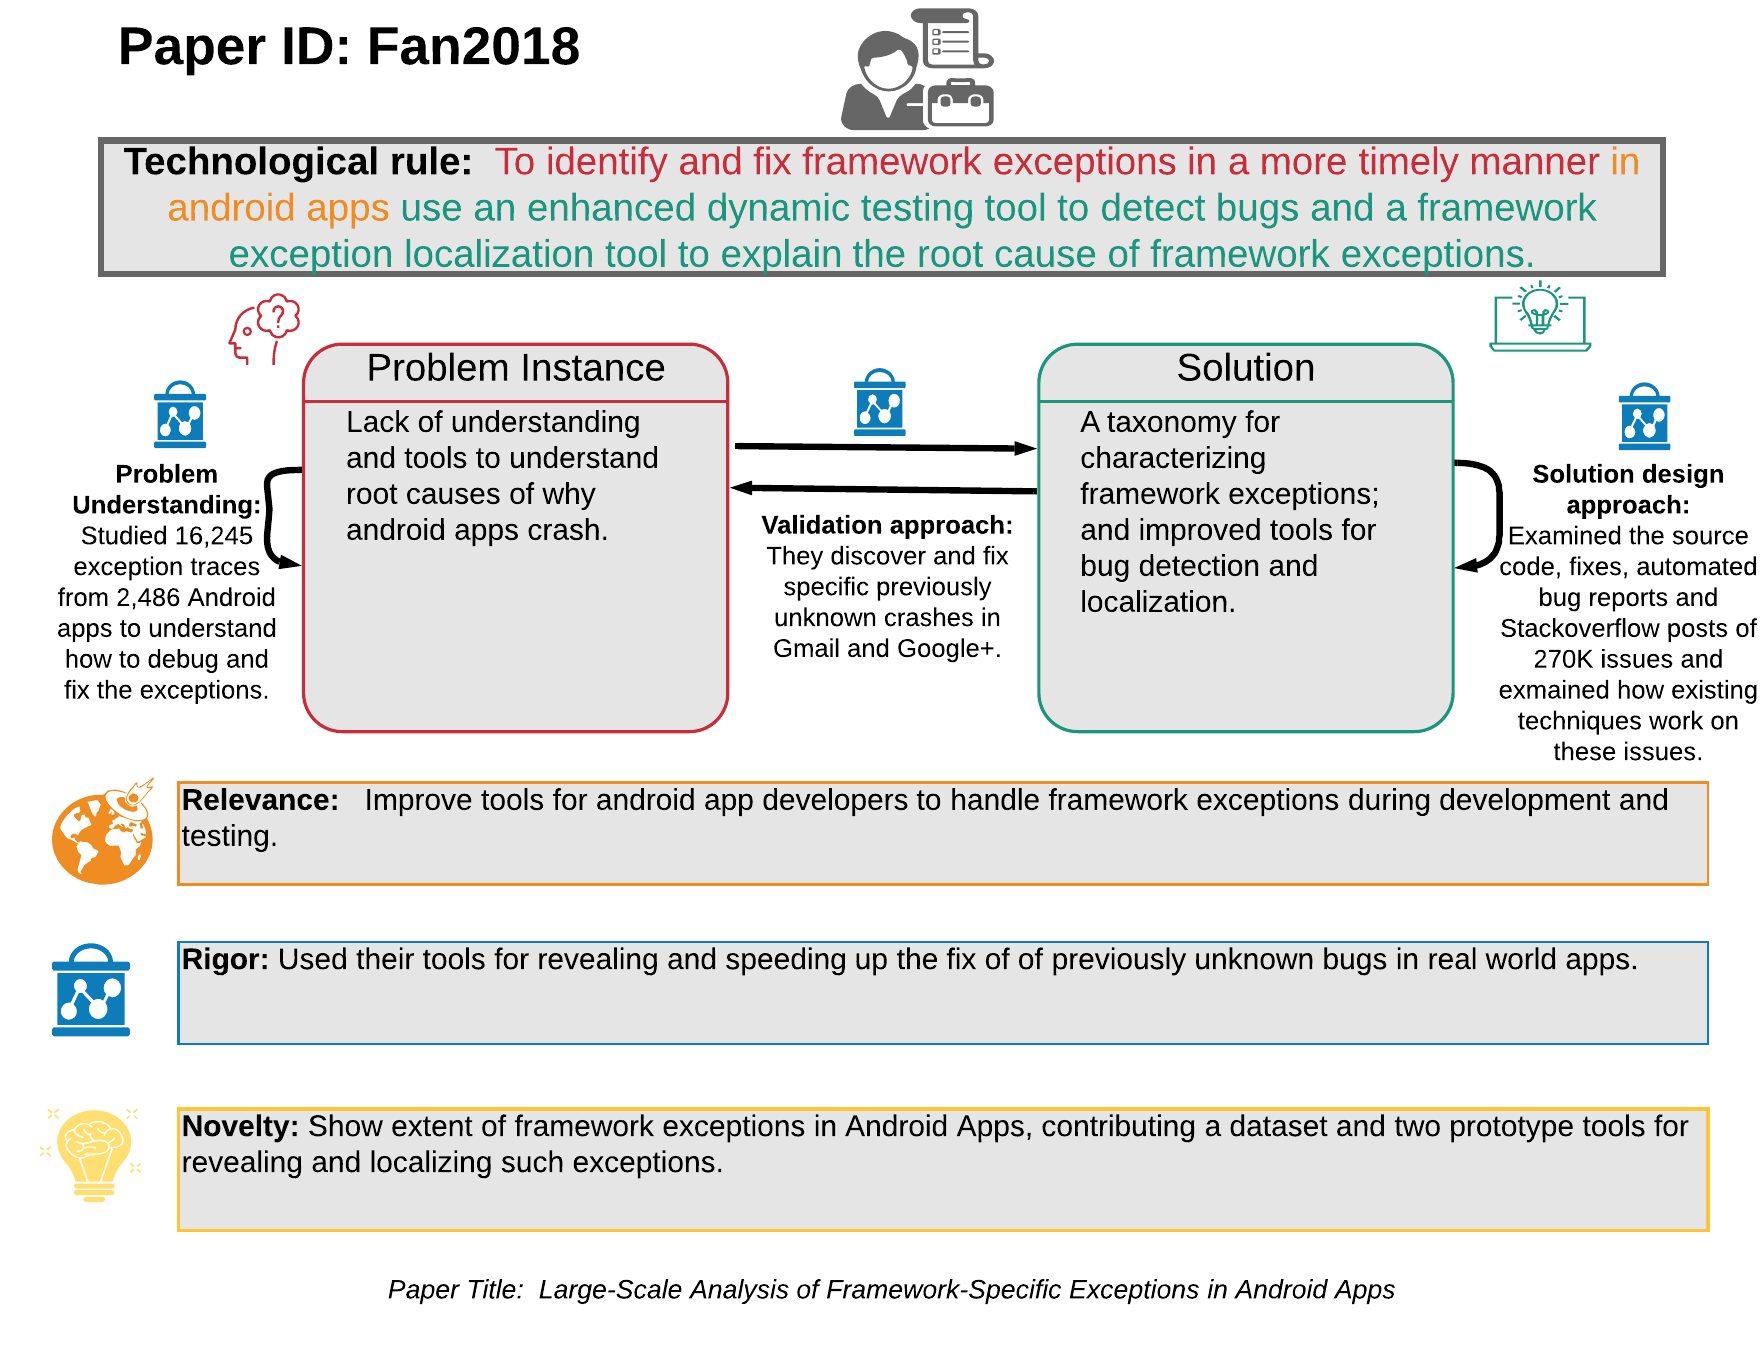 Paper ID: Fan2018
Technological rule: To identify and fix framework exceptions in a more timely manner in
android apps use an enhanced dynamic testing tool to detect bugs and a framework
exception localization tool to explain the root cause of framework exceptions.
Problem
Understanding:
Studied 16,245
exception traces
from 2,486 Android
apps to understand
how to debug and
fix the exceptions.
Problem Instance
Lack of understanding
and tools to understand
root causes of why
android apps crash.
Validation approach:
They discover and fix
specific previously
unknown crashes in
Gmail and Google+.
Solution
A taxonomy for
characterizing
framework exceptions;
and improved tools for
bug detection and
localization.
Solution design
approach:
Examined the source
code, fixes, automated
bug reports and
Stackoverflow posts of
270K issues and
exmained how existing
techniques work on
these issues.
Relevance: Improve tools for android app developers to handle framework exceptions during development and
testing.
Rigor: Used their tools for revealing and speeding up the fix of of previously unknown bugs in real world apps.
Novelty: Show extent of framework exceptions in Android Apps, contributing a dataset and two prototype tools for
revealing and localizing such exceptions.
Paper Title: Large-Scale Analysis of Framework-Specific Exceptions in Android Apps